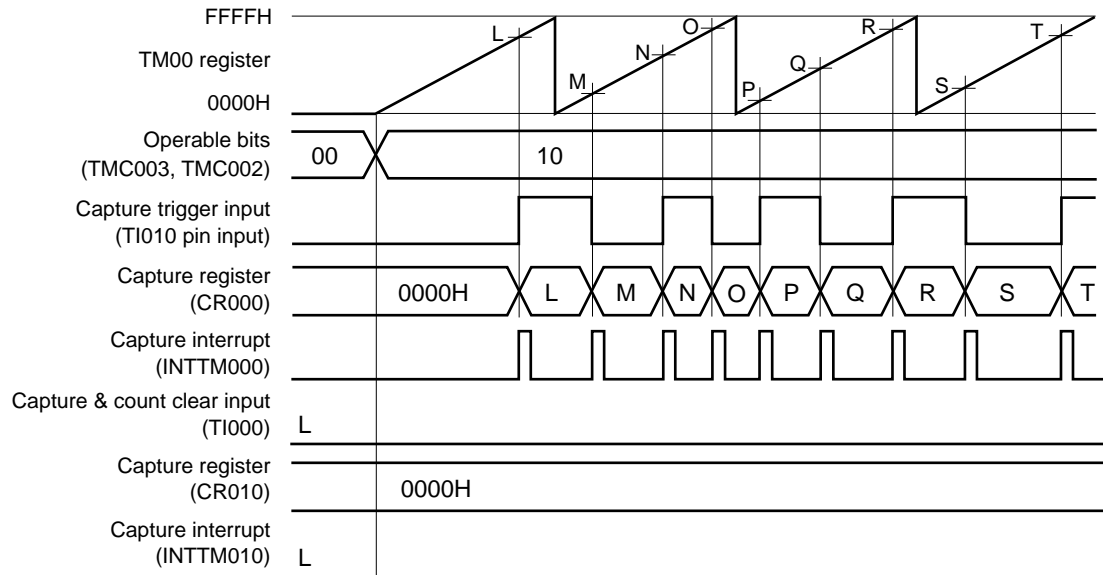 FFFFH
TM00 register
0000H
L
M
N
O
P
Q
R
S
T
Operable bits
(TMC003, TMC002)
00
10
Capture trigger input
(TI010 pin input)
Capture register
(CR000)
0000H
L
M
N
O
P
Q
R
S
T
Capture interrupt
(INTTM000)
Capture & count clear input
(TI000)
L
Capture register
(CR010)
0000H
Capture interrupt
(INTTM010)
L